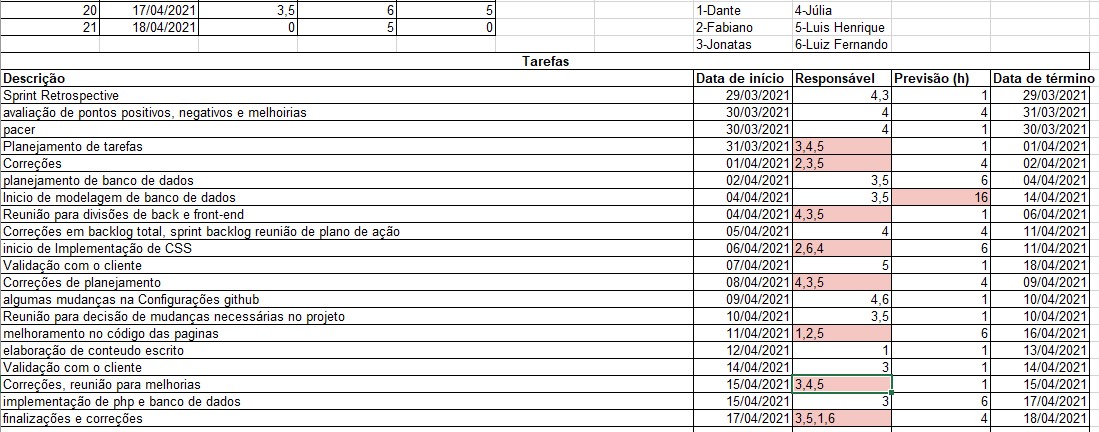 20 17/04/2021 3,5 6 5 1-Dante 4-Júlia
21 18/04/2021 0 5 0 2-Fabiano 5-Luis Henrique
3-Jonatas 6-Luiz Fernando
Tarefas
Descrição Data de início Responsável Previsão (h) Data de término
Sprint Retrospective 29/03/2021 4,3 1 29/03/2021
avaliação de pontos positivos, negativos e melhoirias 30/03/2021 4 4 31/03/2021
pacer 30/03/2021 4 1 30/03/2021
Planejamento de tarefas 31/03/2021 3,4,5 1 01/04/2021
Correções 01/04/2021 2,3,5 4 02/04/2021
planejamento de banco de dados 02/04/2021 3,5 6 04/04/2021
Inicio de modelagem de banco de dados 04/04/2021 3,5 16 14/04/2021
Reunião para divisões de back e front-end 04/04/2021 4,3,5 1 06/04/2021
Correções em backlog total, sprint backlog reunião de plano de ação 05/04/2021 4 4 11/04/2021
inicio de Implementação de CSS 06/04/2021 2,6,4 6 11/04/2021
Validação com o cliente 07/04/2021 5 1 18/04/2021
Correções de planejamento 08/04/2021 4,3,5 4 09/04/2021
algumas mudanças na Configurações github 09/04/2021 4,6 1 10/04/2021
Reunião para decisão de mudanças necessárias no projeto 10/04/2021 3,5 1 10/04/2021
melhoramento no código das paginas 11/04/2021 1,2,5 6 16/04/2021
elaboração de conteudo escrito 12/04/2021 1 1 13/04/2021
Validação com o cliente 14/04/2021 3 1 14/04/2021
Correções, reunião para melhorias 15/04/2021 3,4,5 1 15/04/2021
implementação de php e banco de dados 15/04/2021 3 6 17/04/2021
finalizações e correções 17/04/2021 3,5,1,6 4 18/04/2021